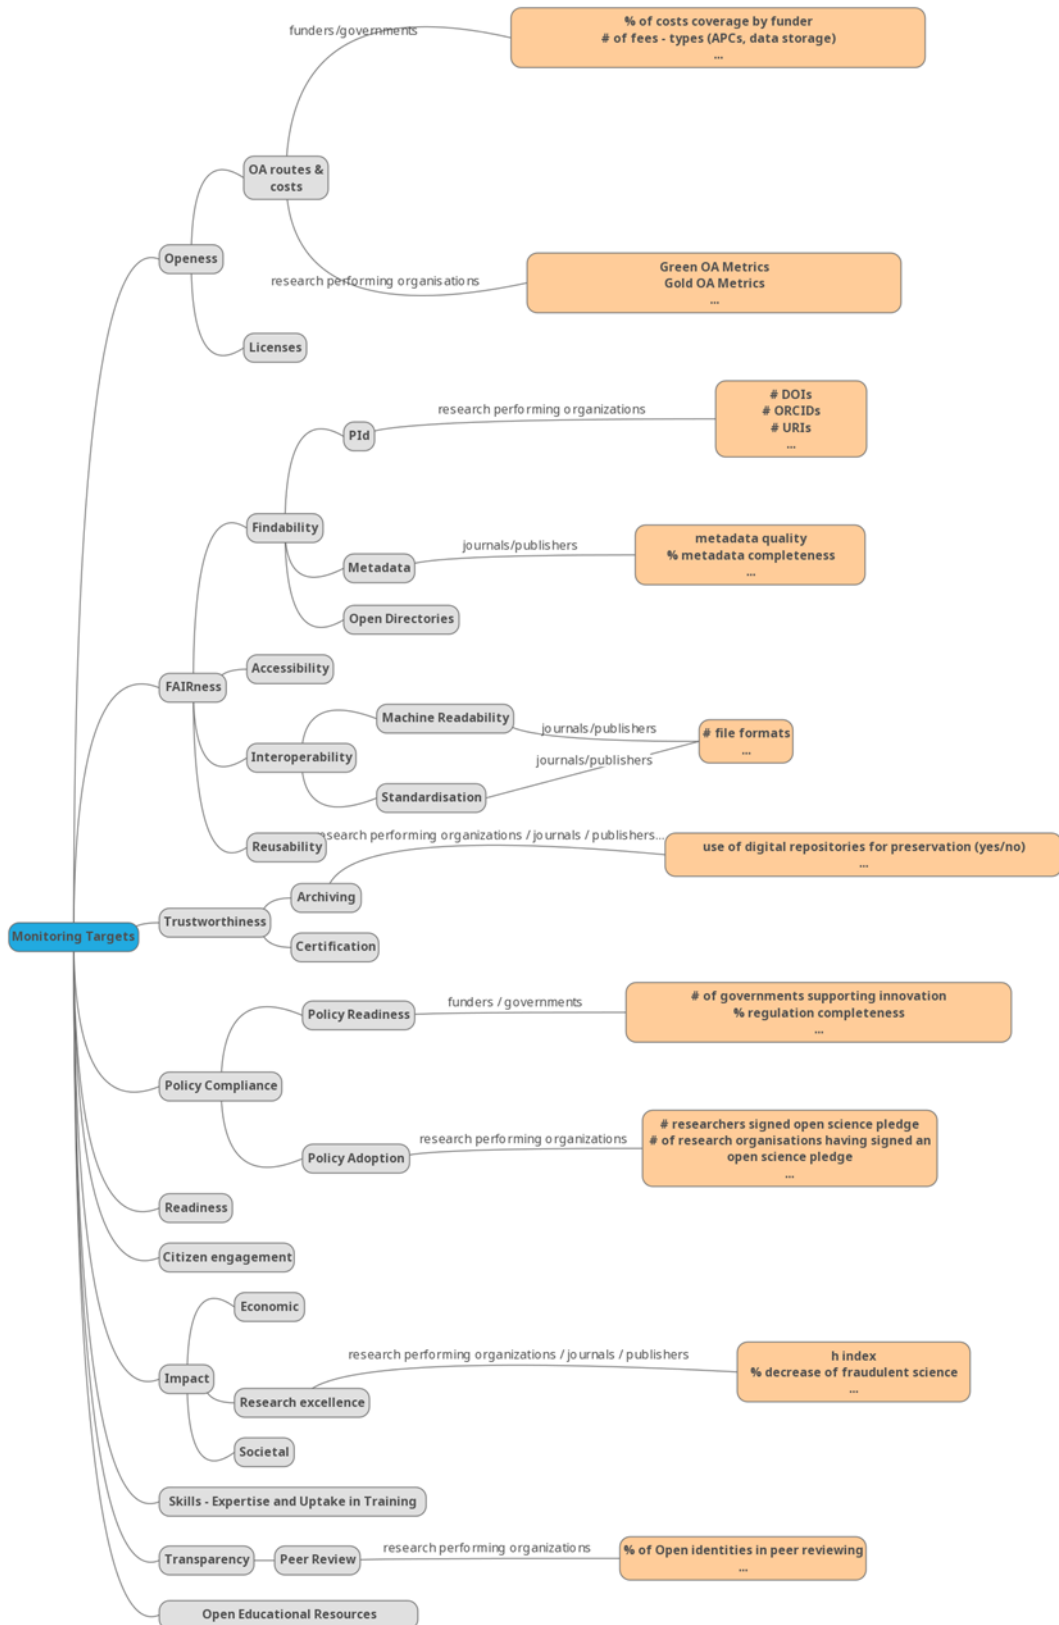 funders/governments
% of costs coverage by funder
# of fees - types (APCs, data storage)
...
OA routes &
costs
Openess
research performing organisations
Green OA Metrics
Gold OA Metrics
...
Licenses
research performing organizations
# DOIs
# ORCIDs
# URIs
...
PId
Findability
journals/publishers
metadata quality
% metadata completeness
...
Metadata
Open Directories
Accessibility
FAIRness
Machine Readability
journals/publishers
# file formats
...
Interoperability
journals/publishers
Standardisation
Reusability
esearch performing organizations / journals / publishers...
use of digital repositories for preservation (yes/no)
...
Archiving
Trustworthiness
Monitoring Targets
Certification
Policy Readiness
funders / governments
# of governments supporting innovation
% regulation completeness
...
Policy Compliance
Policy Adoption
research performing organizations
# researchers signed open science pledge
# of research organisations having signed an
open science pledge
...
Readiness
Citizen engagement
Economic
research performing organizations / journals / publishers
h index
% decrease of fraudulent science
...
Impact
Research excellence
Societal
Skills - Expertise and Uptake in Training
Transparency
Peer Review
research performing organizations
% of Open identities in peer reviewing
...
Open Educational Resources